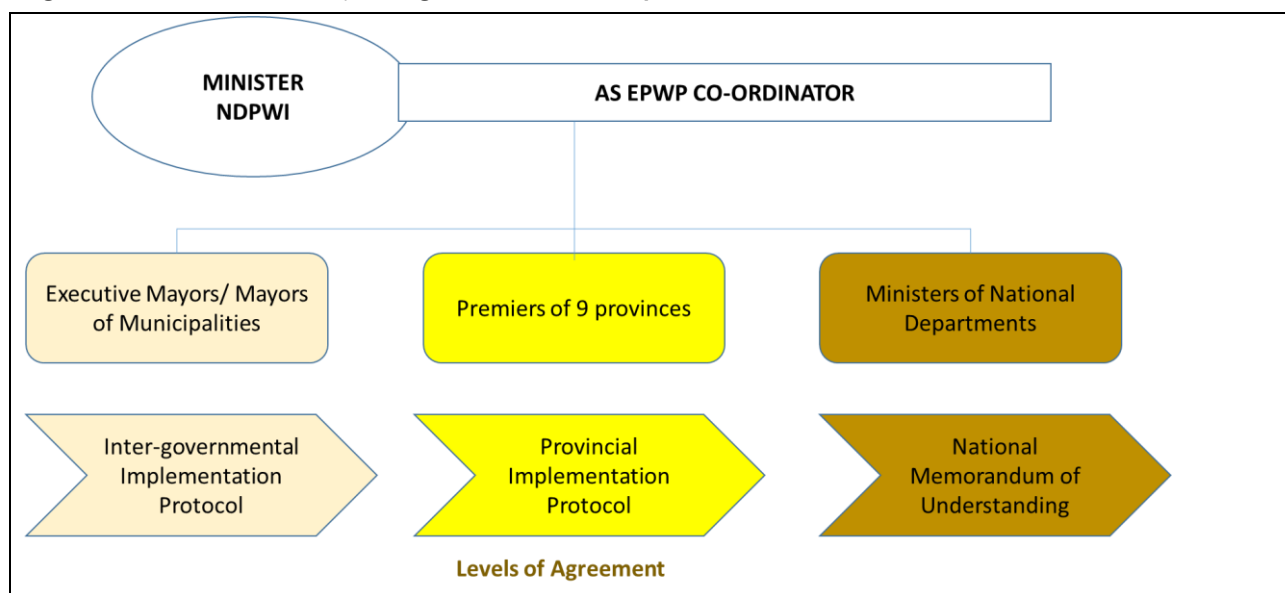 MINISTER
NDPWI
AS EPWP CO-ORDINATOR
Executive Mayors/ Mayors
of Municipalities
Premiers of 9 provinces
Ministers of National
Departments
Inter-governmental
Implementation
Protocol
Provincial
Implementation
Protocol
National
Memorandum of
Understanding
Levels of Agreement